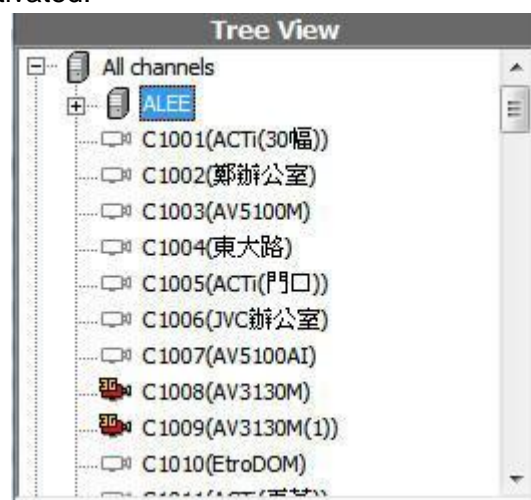 Tree View
All channels
ALEE
C1001(ACTi(30幅))
C1002(鄭辦公室)
C1003(AV5100M)
C1004(東大路)
C1005(ACTi(門口))
C1006(JVC辦公室)
C1007(AV5100AI)
C1008(AV3130M)
C1009(AV3130M(1))
C1010(EtroDOM)